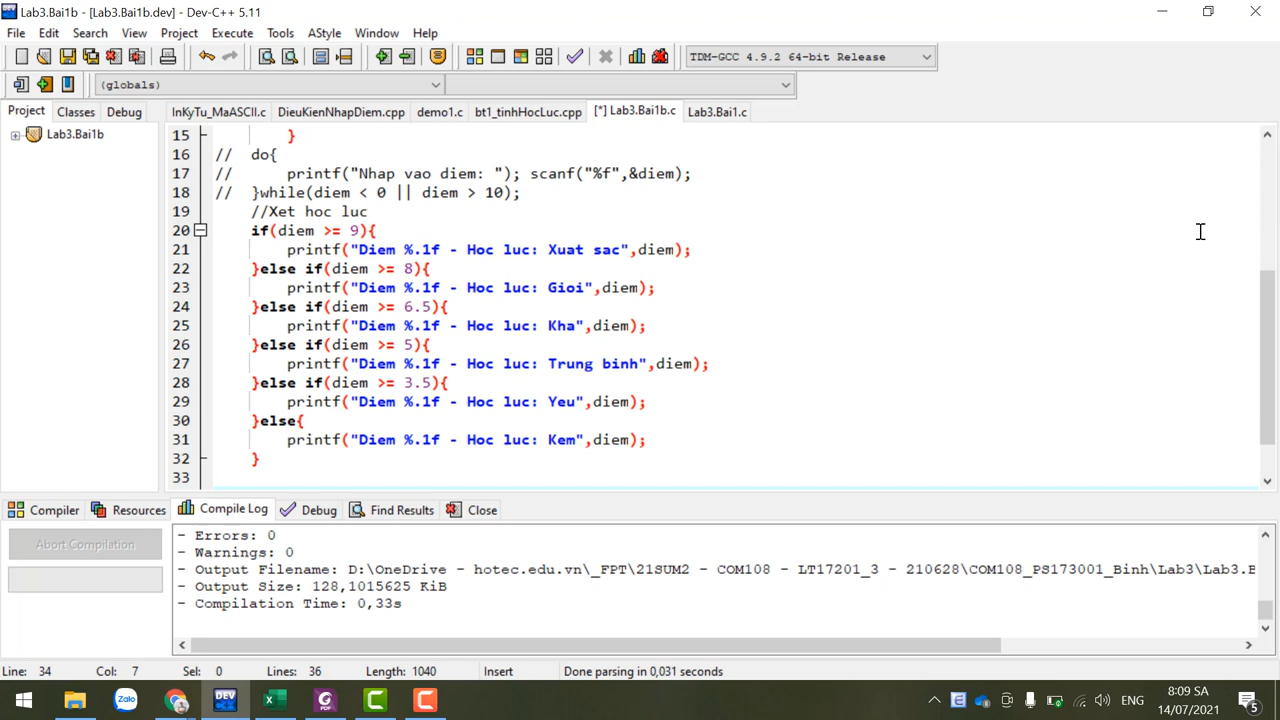 Lab3.Bai1b - [Lab3.Bai1b.dev] - Dev-C++ 5.11
File Edit Search View Project Execute Tools AStyle Window Help
TDM-GCC 4.9.2 64-bit Release
(globals)
Project Classes Debug
InKyTu_MaASCII.c DieuKienNhapDiem.cpp demo1.c bt1_tinhHocLuc.cpp [*] Lab3.Bai1b.c Lab3.Bai1.c
Lab3.Bai1b
15 }
16 // do{
17 // printf("Nhap vao diem: "); scanf("%f",&diem);
18 // }while(diem < 0 || diem > 10);
19 //Xet hoc luc
20 if(diem >= 9){
21 printf("Diem %.1f - Hoc luc: Xuat sac",diem);
22 }else if(diem >= 8){
23 printf("Diem %.1f - Hoc luc: Gioi",diem);
24 }else if(diem >= 6.5){
25 printf("Diem %.1f - Hoc luc: Kha",diem);
26 }else if(diem >= 5){
27 printf("Diem %.1f - Hoc luc: Trung binh",diem);
28 }else if(diem >= 3.5){
29 printf("Diem %.1f - Hoc luc: Yeu",diem);
30 }else{
31 printf("Diem %.1f - Hoc luc: Kem",diem);
32 }
33
Compiler Resources Compile Log Debug Find Results Close
Abort Compilation
- Errors: 0
- Warnings: 0
- Output Filename: D:\OneDrive - hotec.edu.vn\_FPT\21SUM2 - COM108 - LT17201_3 - 210628\COM108_PS173001_Binh\Lab3\Lab3.B
- Output Size: 128,1015625 KiB
- Compilation Time: 0,33s
Line: 34 Col: 7 Sel: 0 Lines: 36 Length: 1040 Insert Done parsing in 0,031 seconds
Zalo DEV PDF ENG
8:09 SA
14/07/2021
5